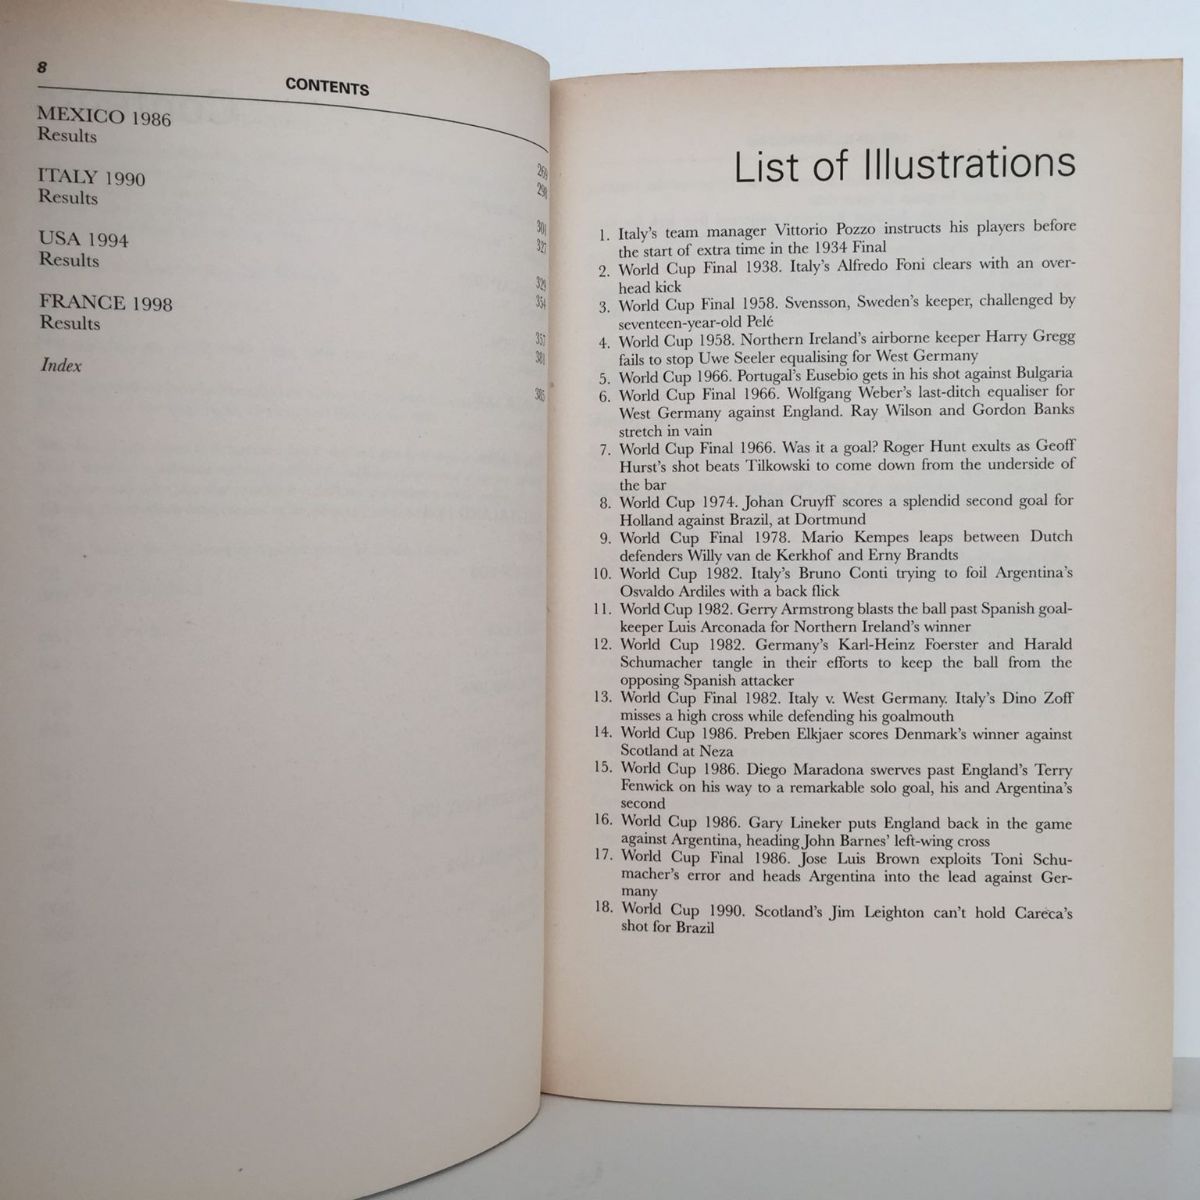 8
CONTENTS
MEXICO 1986 269
Results 298
ITALY 1990 301
Results 327
USA 1994 329
Results 354
FRANCE 1998 357
Results 381
Index 385
List of Illustrations
1. Italy's team manager Vittorio Pozzo instructs his players before
the start of extra time in the 1934 Final
2. World Cup Final 1938. Italy's Alfredo Foni clears with an over-
head kick
3. World Cup Final 1958. Svensson, Sweden's keeper, challenged by
seventeen-year-old Pelé
4. World Cup 1958. Northern Ireland's airborne keeper Harry Gregg
fails to stop Uwe Seeler equalising for West Germany
5. World Cup 1966. Portugal's Eusebio gets in his shot against Bulgaria
6. World Cup Final 1966. Wolfgang Weber's last-ditch equaliser for
West Germany against England. Ray Wilson and Gordon Banks
stretch in vain
7. World Cup Final 1966. Was it a goal? Roger Hunt exults as Geoff
Hurst's shot beats Tilkowski to come down from the underside of
the bar
8. World Cup 1974. Johan Cruyff scores a splendid second goal for
Holland against Brazil, at Dortmund
9. World Cup Final 1978. Mario Kempes leaps between Dutch
defenders Willy van de Kerkhof and Erny Brandts
10. World Cup 1982. Italy's Bruno Conti trying to foil Argentina's
Osvaldo Ardiles with a back flick
11. World Cup 1982. Gerry Armstrong blasts the ball past Spanish goal-
keeper Luis Arconada for Northern Ireland's winner
12. World Cup 1982. Germany's Karl-Heinz Foerster and Harald
Schumacher tangle in their efforts to keep the ball from the
opposing Spanish attacker
13. World Cup Final 1982. Italy v. West Germany. Italy's Dino Zoff
misses a high cross while defending his goalmouth
14. World Cup 1986. Preben Elkjaer scores Denmark's winner against
Scotland at Neza
15. World Cup 1986. Diego Maradona swerves past England's Terry
Fenwick on his way to a remarkable solo goal, his and Argentina's
second
16. World Cup 1986. Gary Lineker puts England back in the game
against Argentina, heading John Barnes' left-wing cross
17. World Cup Final 1986. Jose Luis Brown exploits Toni Schu-
macher's error and heads Argentina into the lead against Ger-
many
18. World Cup 1990. Scotland's Jim Leighton can't hold Careca's
shot for Brazil